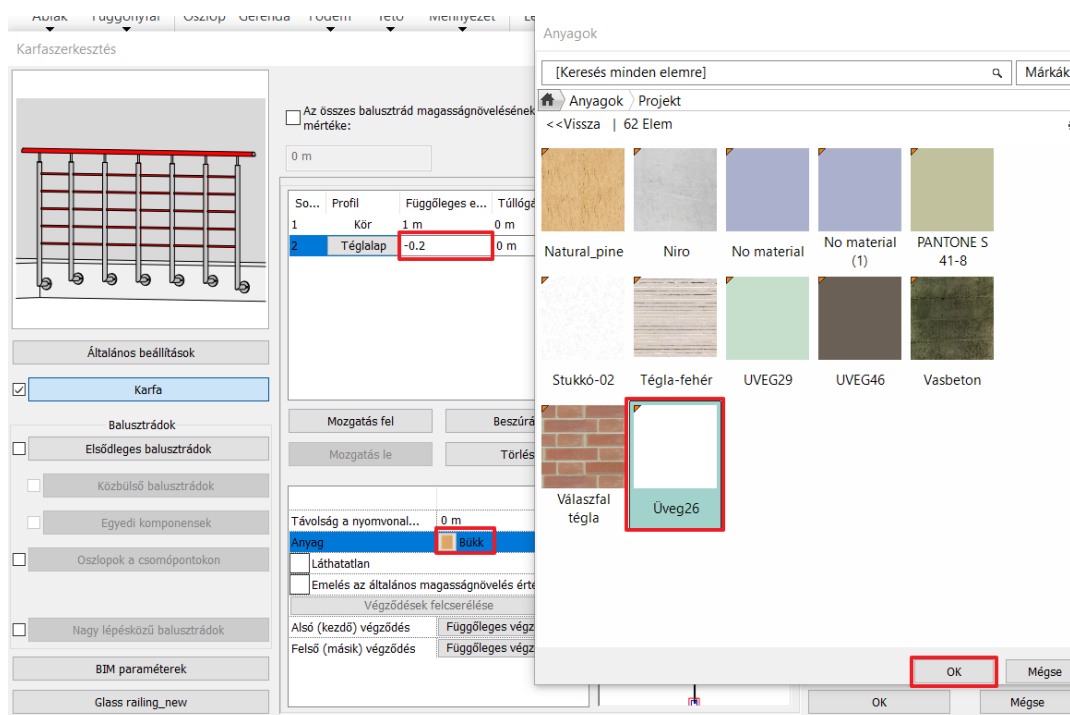 Ablak Függönyfal Oszlop Gerenda Födém Tető Mennyezet
Karfaszerkesztés
Az összes balusztrád magasságnövelésének
mértéke:
0 m
So... Profil Függőleges e...
1 Kör 1 m 0 m
2 Téglalap -0.2 0 m
Általános beállítások
Karfa
Balusztrádok
Elsődleges balusztrádok
Közbülső balusztrádok
Egyedi komponensek
Oszlopok a csomópontokon
Nagy lépésközű balusztrádok
BIM paraméterek
Glass railing_new
Mozgatás fel Beszúrá
Mozgatás le Törlés
Távolság a nyomvonal... 0 m
Anyag Bükk
Láthatatlan
Emelés az általános magasságnövelés érté
Végződések felcserélése
Alsó (kezdő) végződés Függőleges végz
Felső (másik) végződés Függőleges végz
Anyagok
[Keresés minden elemre] Márkák
Anyagok Projekt
<<Vissza | 62 Elem
Natural_pine Niro No material No material
(1) PANTONE S
41-8
Stukkó-02 Tégla-fehér UVEG29 UVEG46 Vasbeton
Válaszfal
tégla Üveg26
OK Mégse
OK Mégse